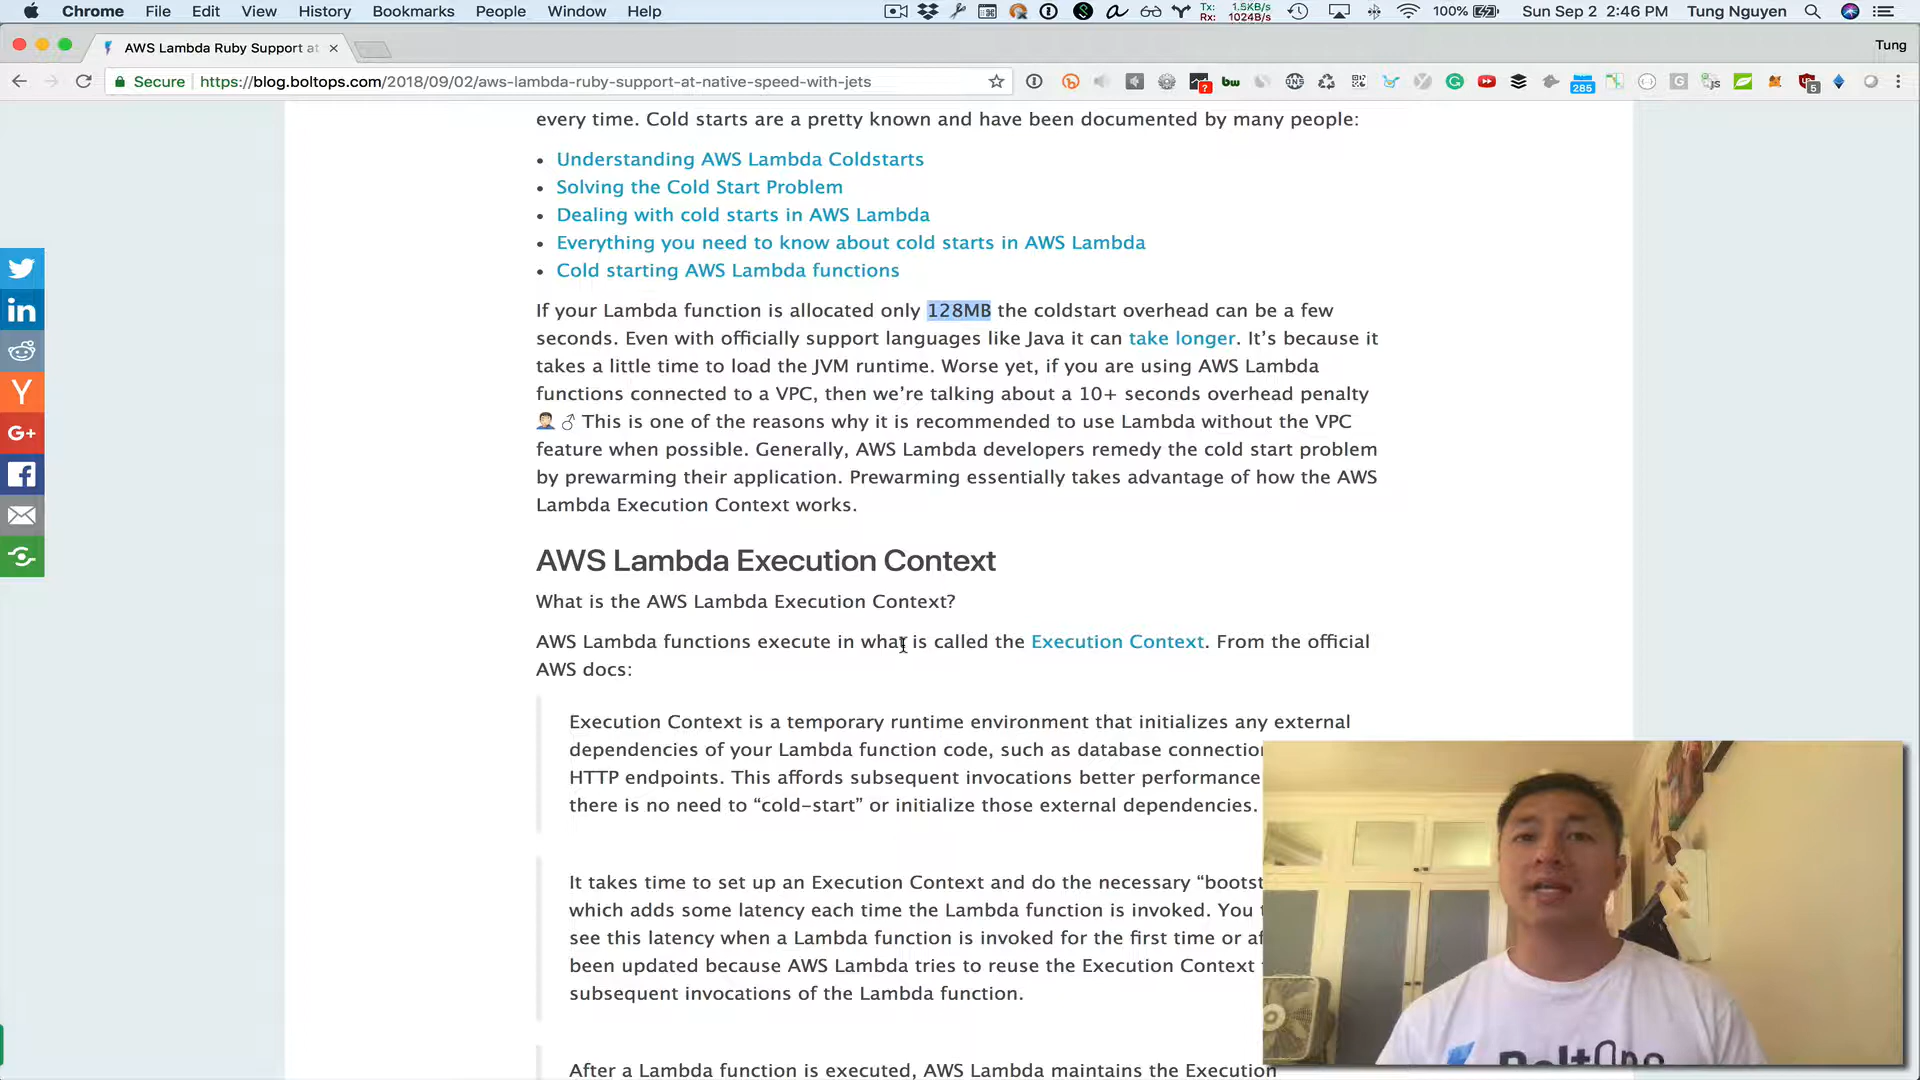 Chrome File Edit View History Bookmarks People Window Help
Tx: 1.5KB/s
Rx: 1024B/s
100% Sun Sep 2 2:46 PM Tung Nguyen
AWS Lambda Ruby Support at
Tung
Secure https://blog.boltops.com/2018/09/02/aws-lambda-ruby-support-at-native-speed-with-jets
every time. Cold starts are a pretty known and have been documented by many people:
• Understanding AWS Lambda Coldstarts
• Solving the Cold Start Problem
• Dealing with cold starts in AWS Lambda
• Everything you need to know about cold starts in AWS Lambda
• Cold starting AWS Lambda functions
If your Lambda function is allocated only 128MB the coldstart overhead can be a few
seconds. Even with officially support languages like Java it can take longer. It’s because it
takes a little time to load the JVM runtime. Worse yet, if you are using AWS Lambda
functions connected to a VPC, then we’re talking about a 10+ seconds overhead penalty
♂ This is one of the reasons why it is recommended to use Lambda without the VPC
feature when possible. Generally, AWS Lambda developers remedy the cold start problem
by prewarming their application. Prewarming essentially takes advantage of how the AWS
Lambda Execution Context works.
AWS Lambda Execution Context
What is the AWS Lambda Execution Context?
AWS Lambda functions execute in what is called the Execution Context. From the official
AWS docs:
Execution Context is a temporary runtime environment that initializes any external
dependencies of your Lambda function code, such as database connection
HTTP endpoints. This affords subsequent invocations better performance
there is no need to “cold-start” or initialize those external dependencies.
It takes time to set up an Execution Context and do the necessary “bootst
which adds some latency each time the Lambda function is invoked. You
see this latency when a Lambda function is invoked for the first time or af
been updated because AWS Lambda tries to reuse the Execution Context
subsequent invocations of the Lambda function.
After a Lambda function is executed, AWS Lambda maintains the Execution
BoltOps